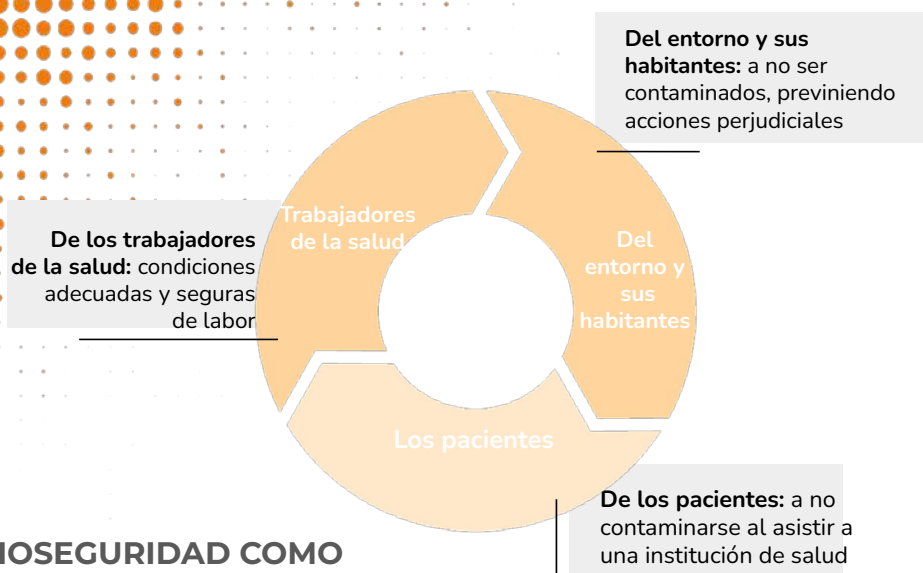 Del entorno y sus
habitantes: a no ser
contaminados, previniendo
acciones perjudiciales
Trabajadores
de la salud
De los trabajadores
de la salud: condiciones
adecuadas y seguras
de labor
Del
entorno y
sus
habitantes
Los pacientes
De los pacientes: a no
contaminarse al asistir a
una institución de salud
IOSEGURIDAD COMO